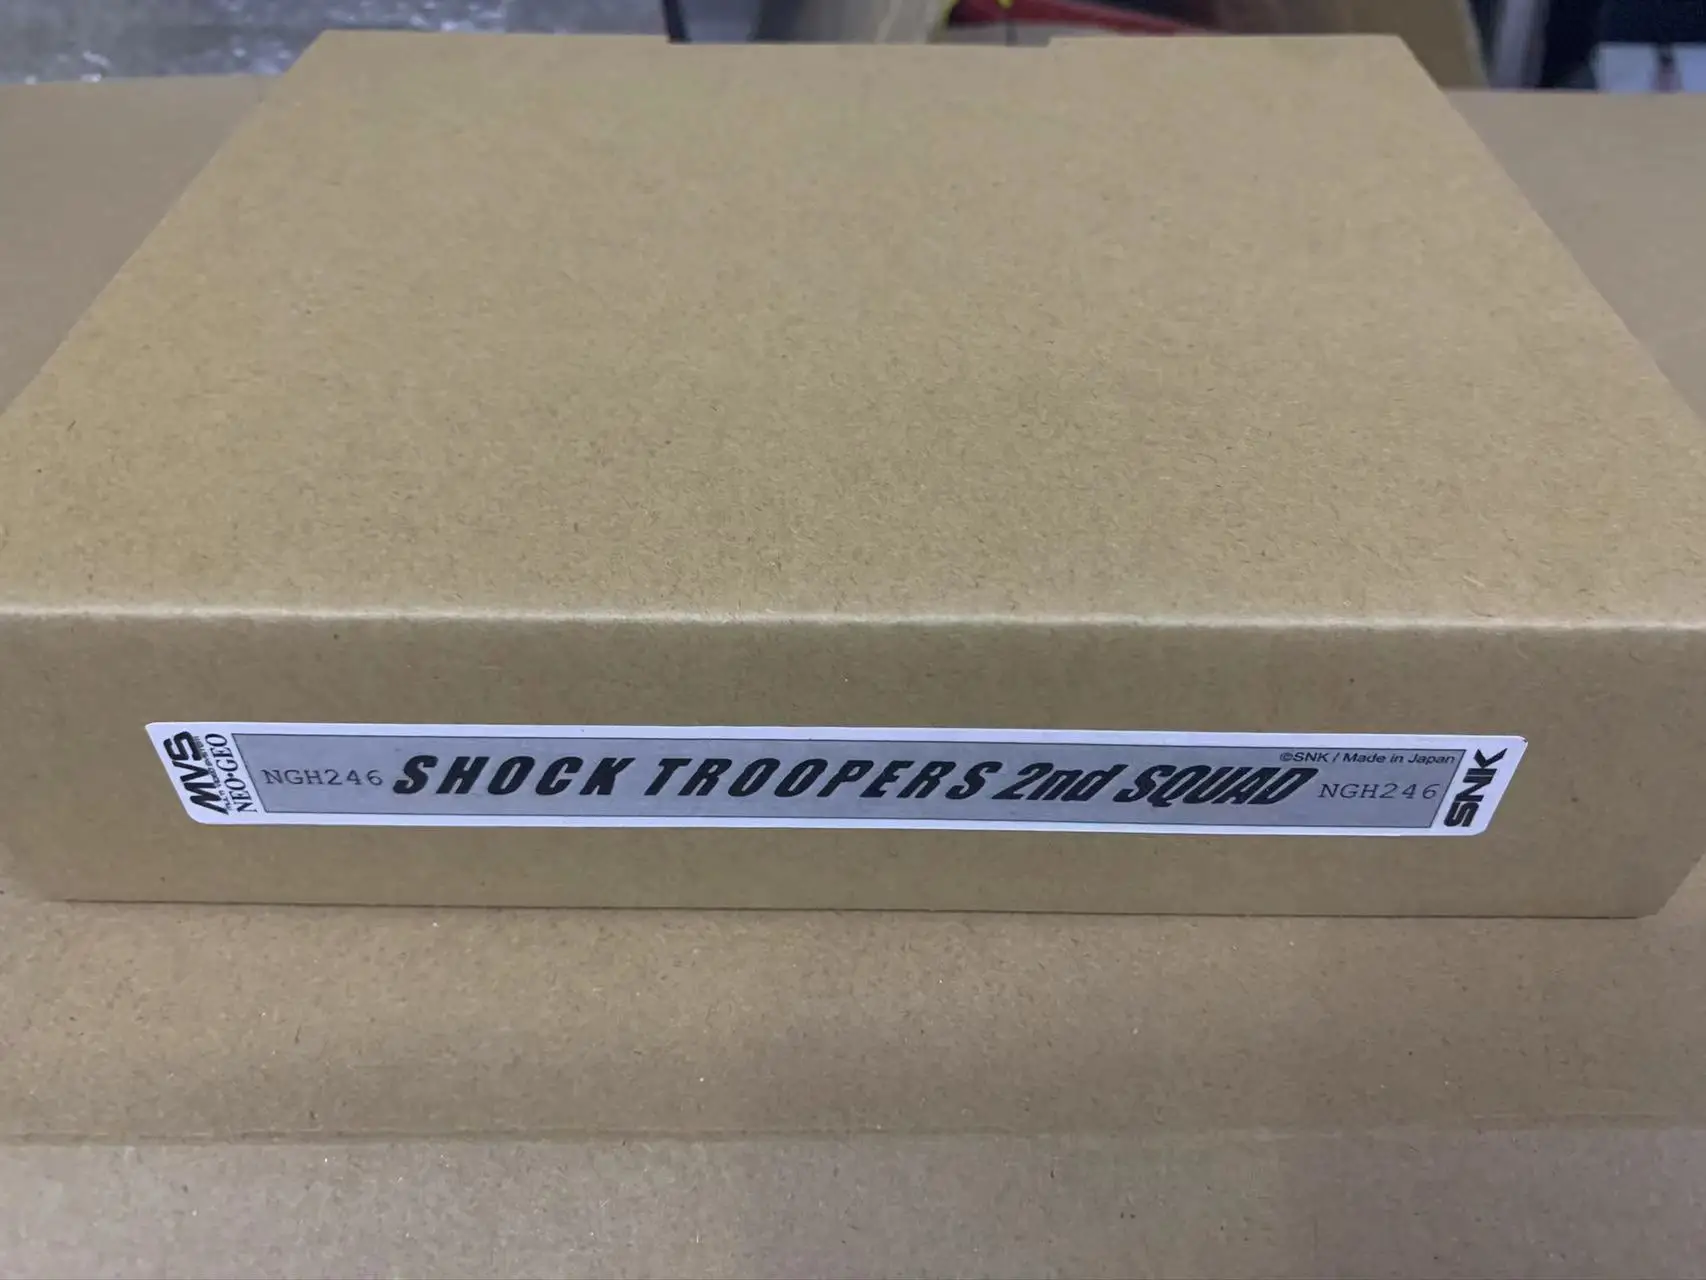 MVS
NEO•GEO
NGH246
SHOCK TROOPERS 2nd SQUAD
©SNK / Made in Japan
NGH246
SNK